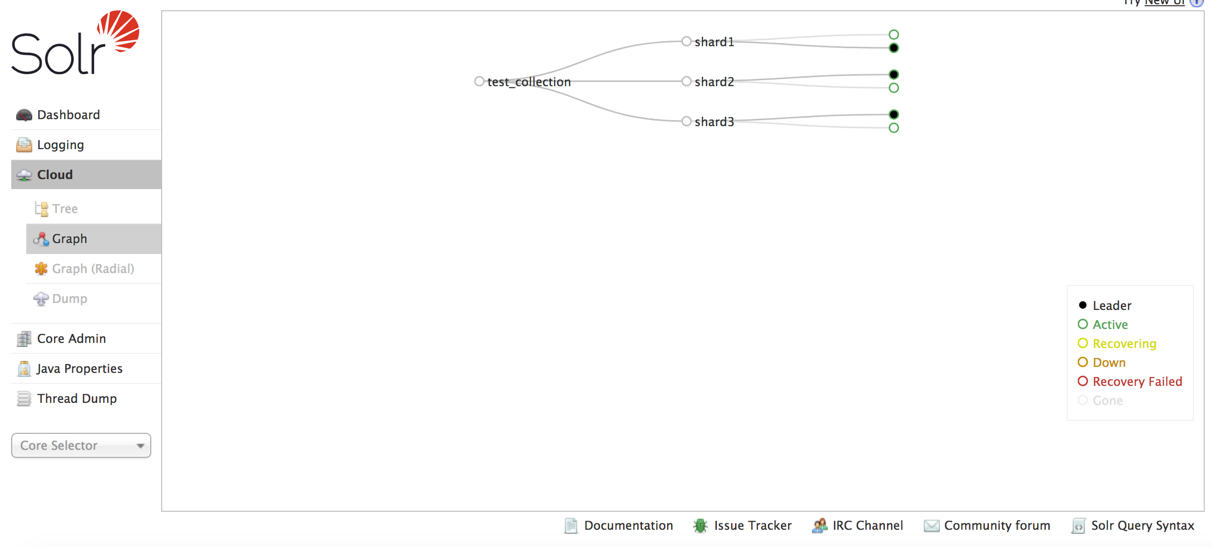 Try New UI
Solr
Dashboard
Logging
Cloud
Tree
Graph
Graph (Radial)
Dump
Core Admin
Java Properties
Thread Dump
Core Selector
test_collection
shard1
shard2
shard3
Leader
Active
Recovering
Down
Recovery Failed
Gone
Documentation Issue Tracker IRC Channel Community forum Solr Query Syntax